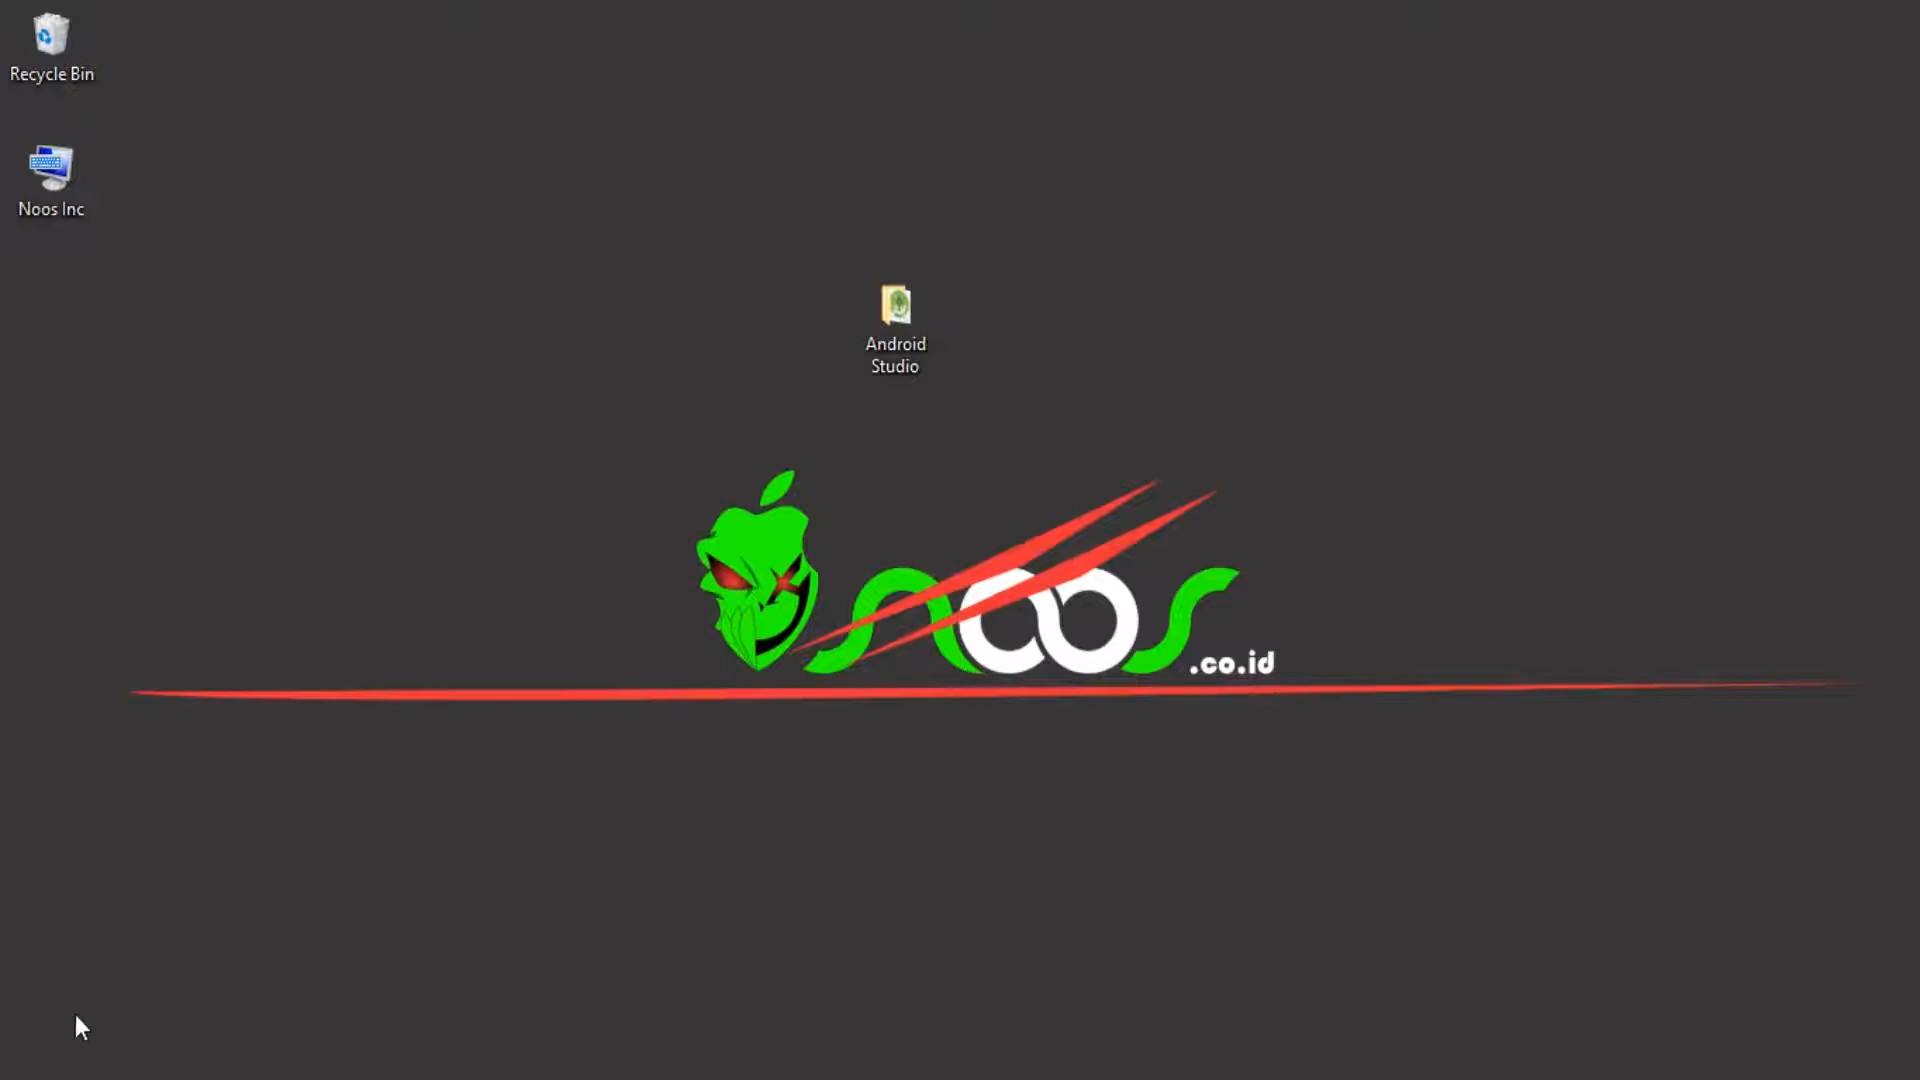 Recycle Bin
Noos Inc
Android
Studio
noos
.co.id